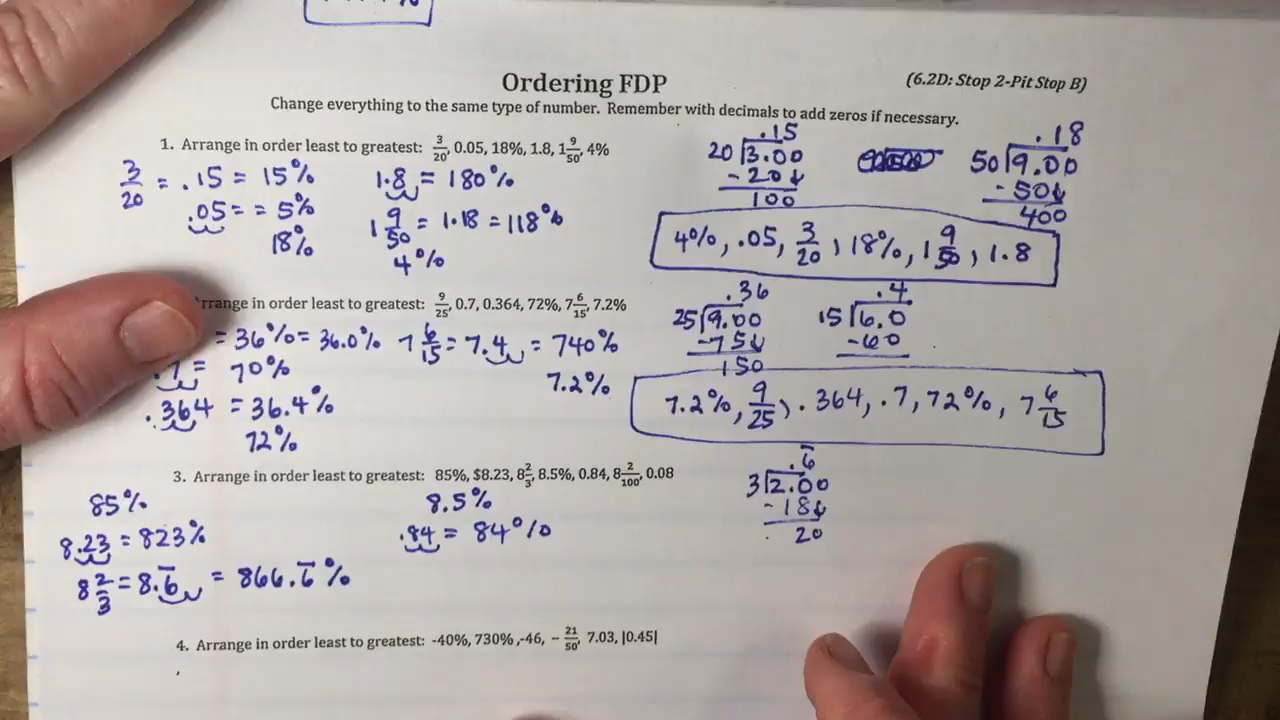 Ordering FDP
(6.2D: Stop 2-Pit Stop B)
Change everything to the same type of number. Remember with decimals to add zeros if necessary.
1. Arrange in order least to greatest: 3/20, 0.05, 18%, 1.8, 1 9/50, 4%
3/20 = .15 = 15%
.05 = = 5%
18%
1.8 = 180%
1 9/50 = 1.18 = 118%
4%
.15
20 3.00
-20
100
.18
50 9.00
-50
400
4%, .05, 3/20, 18%, 1 9/50, 1.8
rrange in order least to greatest: 9/25, 0.7, 0.364, 72%, 7 6/15, 7.2%
= 36% = 36.0%
.7 = 70%
.364 = 36.4%
72%
7 6/15 = 7.4 = 740%
7.2%
.36
25 9.00
-75
150
.4
15 6.0
-60
7.2%, 9/25, .364, .7, 72%, 7 6/15
3. Arrange in order least to greatest: 85%, $8.23, 8 2/3, 8.5%, 0.84, 8 2/100, 0.08
85%
8.23 = 823%
8 2/3 = 8.6̅ = 866.6̅%
8.5%
.84 = 84%
.6̅
3 2.00
-18
20
4. Arrange in order least to greatest: -40%, 730% ,-46, - 21/50, 7.03, |0.45|